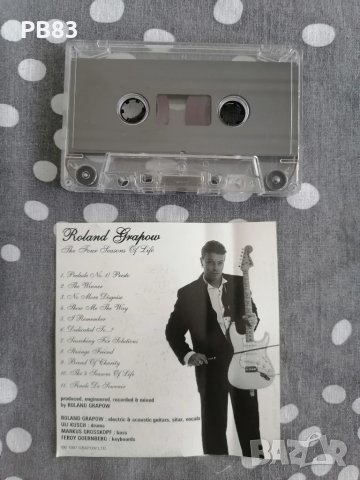 PB83
Roland Grapow
The Four Seasons Of Life
1. Prelude No. 1/ Presto
2. The Winner
3. No More Disguise
4. Show Me The Way
5. I Remember
6. Dedicated To...?
7. Searching For Solutions
8. Strange Friend
9. Bread Of Charity
10. The 4 Seasons Of Life
11. Finale De Souvenir
produced, engineered, recorded & mixed
by ROLAND GRAPOW
ROLAND GRAPOW : electric & acoustic guitars, sitar, vocals
ULI KUSCH : drums
MARKUS GROSSKOPF : bass
FERDY DOERNBERG : keyboards
bazar